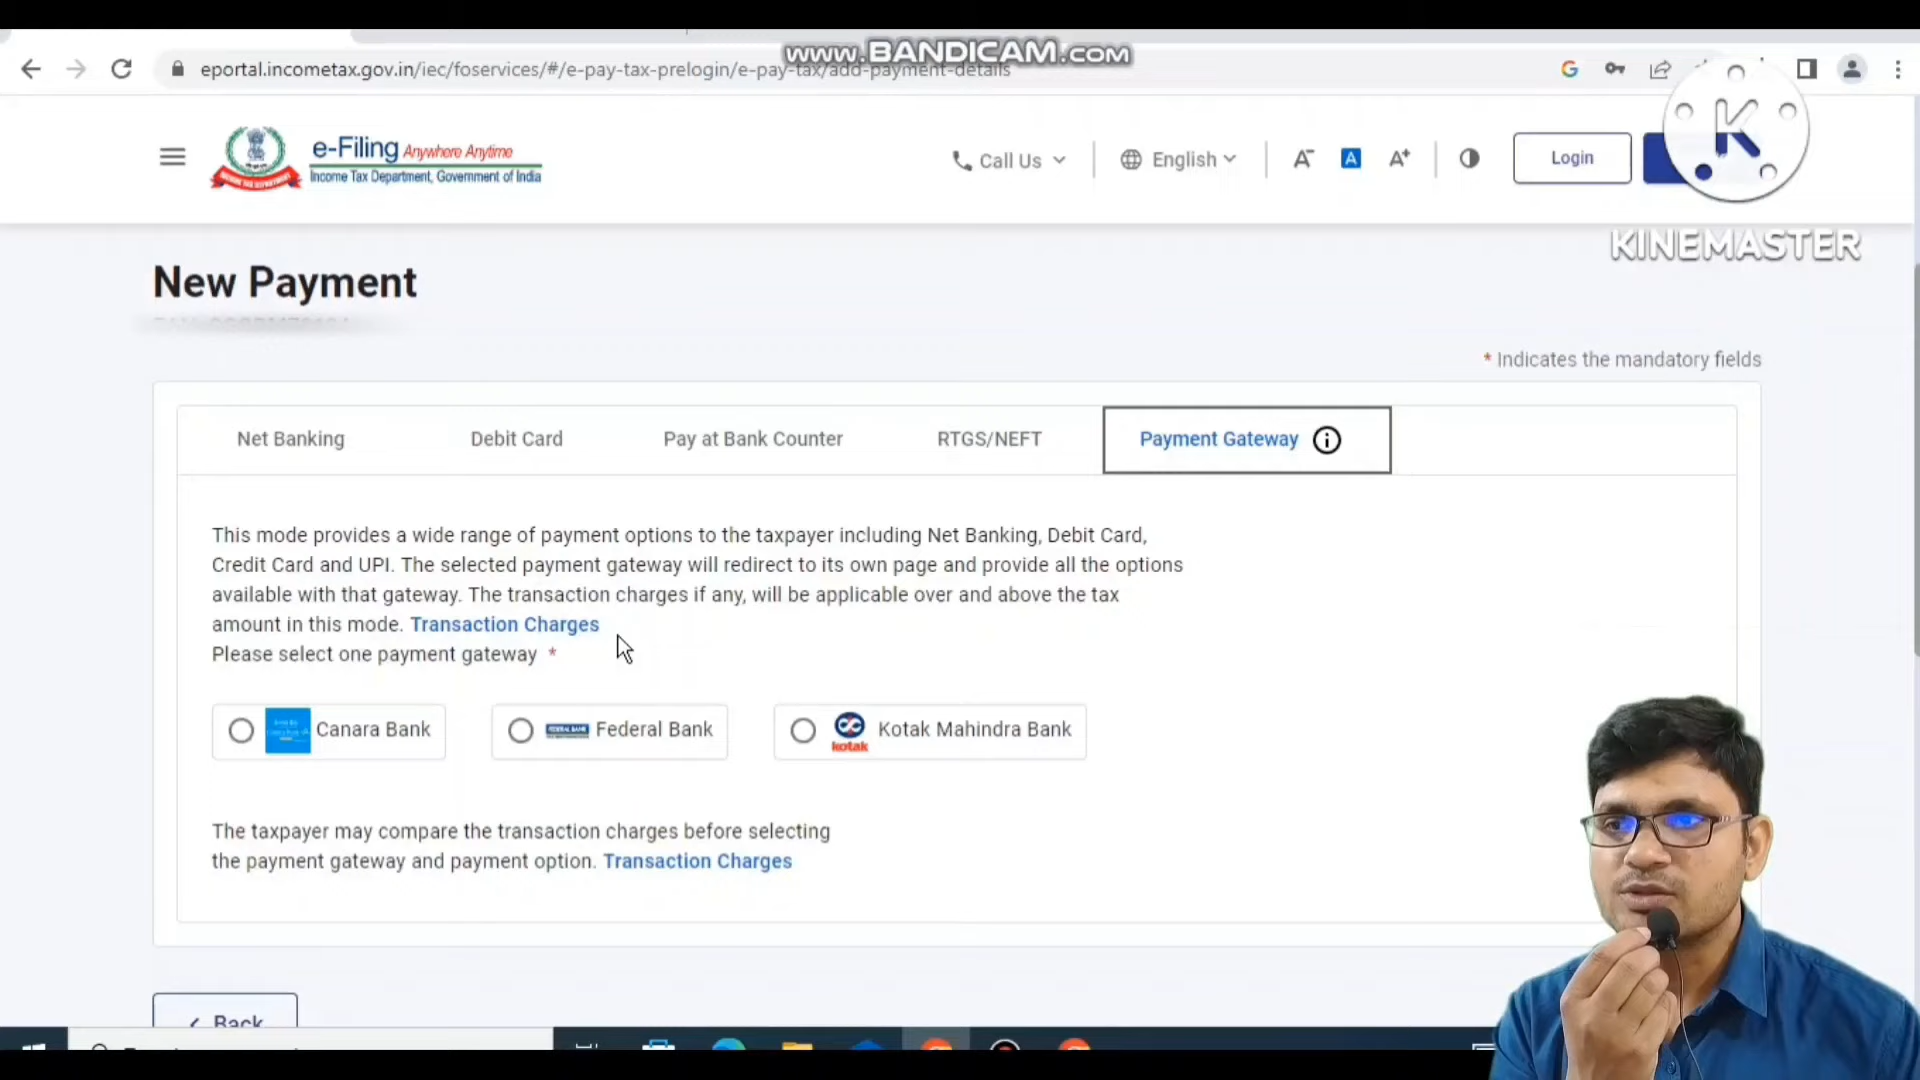 www.BANDICAM.com
eportal.incometax.gov.in/iec/foservices/#/e-pay-tax-prelogin/e-pay-tax/add-payment-details
e-Filing Anywhere Anytime
Income Tax Department, Government of India
Call Us
English
A-
A
A+
Login
K
KINEMASTER
New Payment
* Indicates the mandatory fields
Net Banking
Debit Card
Pay at Bank Counter
RTGS/NEFT
Payment Gateway
This mode provides a wide range of payment options to the taxpayer including Net Banking, Debit Card,
Credit Card and UPI. The selected payment gateway will redirect to its own page and provide all the options
available with that gateway. The transaction charges if any, will be applicable over and above the tax
amount in this mode. Transaction Charges
Please select one payment gateway *
Canara Bank
FEDERAL BANK Federal Bank
kotak Kotak Mahindra Bank
The taxpayer may compare the transaction charges before selecting
the payment gateway and payment option. Transaction Charges
Back